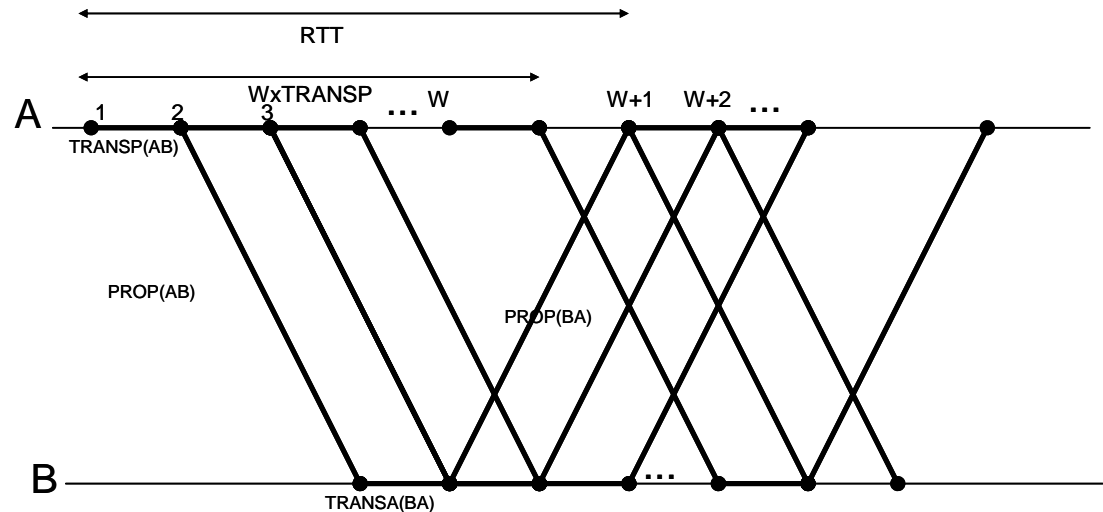 RTT
WxTRANSP ... W W+1 W+2 ...
A 1 2 3
TRANSP(AB)
PROP(AB)
PROP(BA)
B ...
TRANSA(BA)